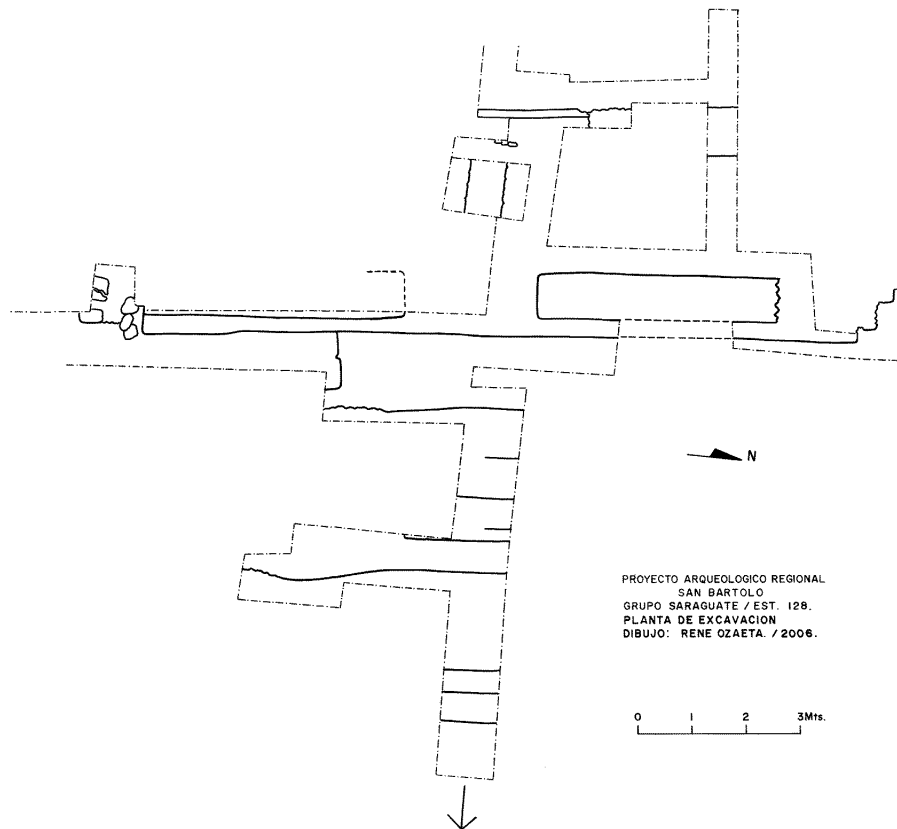 N
PROYECTO ARQUEOLOGICO REGIONAL
SAN BARTOLO
GRUPO SARAGUATE / EST. 128.
PLANTA DE EXCAVACION
DIBUJO: RENE OZAETA. / 2006.
0 1 2 3Mts.